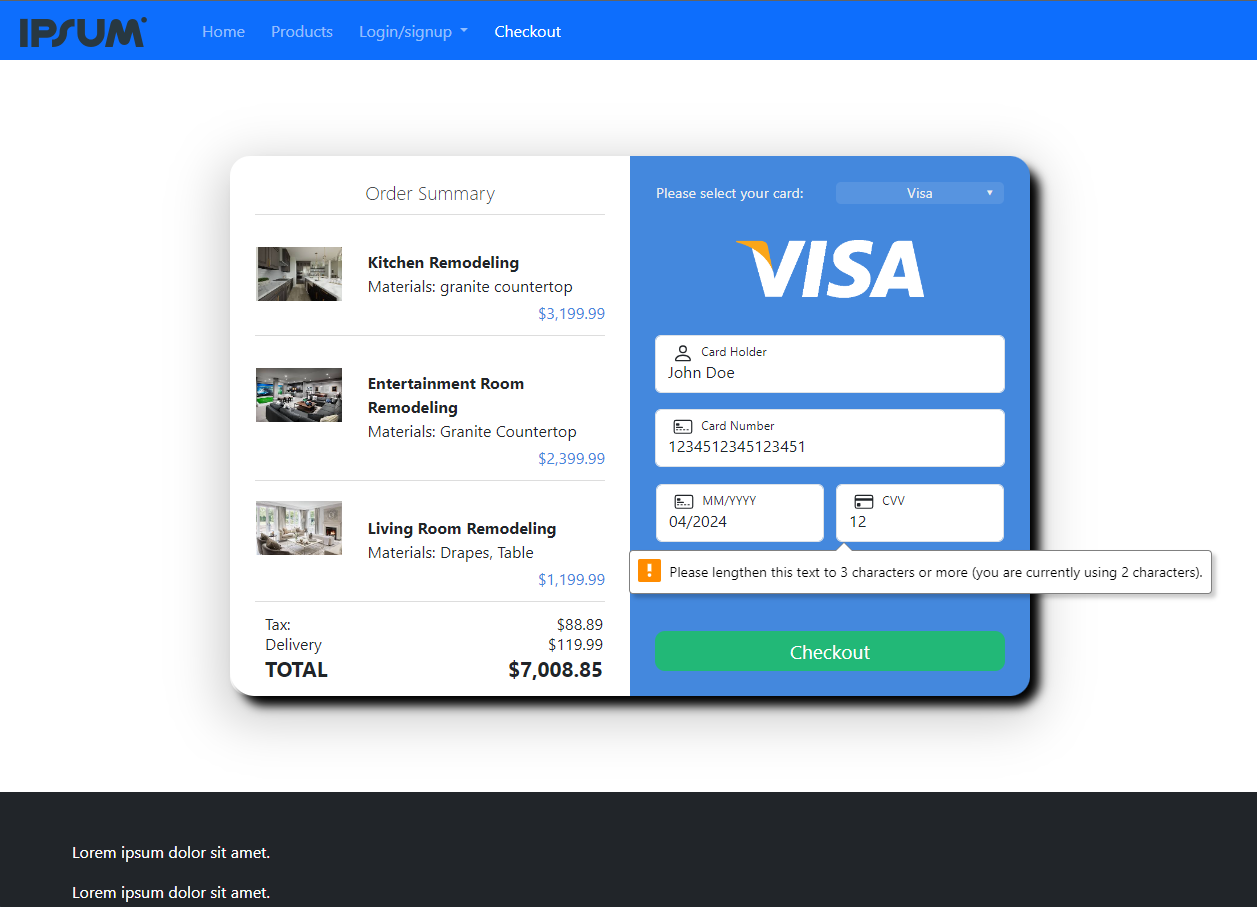 IPSUM
Home Products Login/signup Checkout
Order Summary
Kitchen Remodeling
Materials: granite countertop
$3,199.99
Entertainment Room
Remodeling
Materials: Granite Countertop
$2,399.99
Living Room Remodeling
Materials: Drapes, Table
$1,199.99
Tax: $88.89
Delivery $119.99
TOTAL $7,008.85
Please select your card: Visa
VISA
Card Holder
John Doe
Card Number
1234512345123451
MM/YYYY
04/2024
CVV
12
Please lengthen this text to 3 characters or more (you are currently using 2 characters).
Checkout
Lorem ipsum dolor sit amet.
Lorem ipsum dolor sit amet.